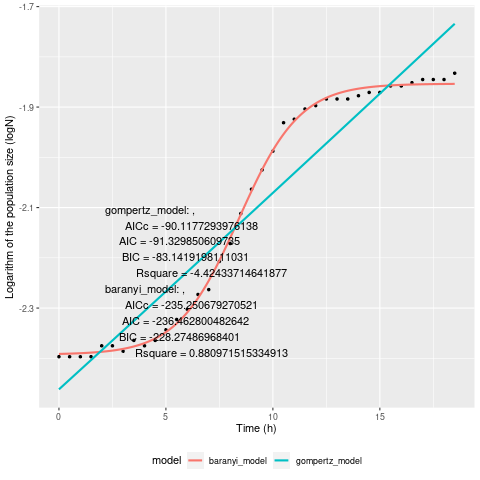 -1.7
-1.9
-2.1
-2.3
Logarithm of the population size (logN)
gompertz_model: ,
AICc = -90.1177293976138
AIC = -91.329850609735
BIC = -83.1419198111031
Rsquare = -4.42433714641877
baranyi_model: ,
AICc = -235.250679270521
AIC = -236.462800482642
BIC = -228.27486968401
Rsquare = 0.880971515334913
0 5 10 15
Time (h)
model baranyi_model gompertz_model